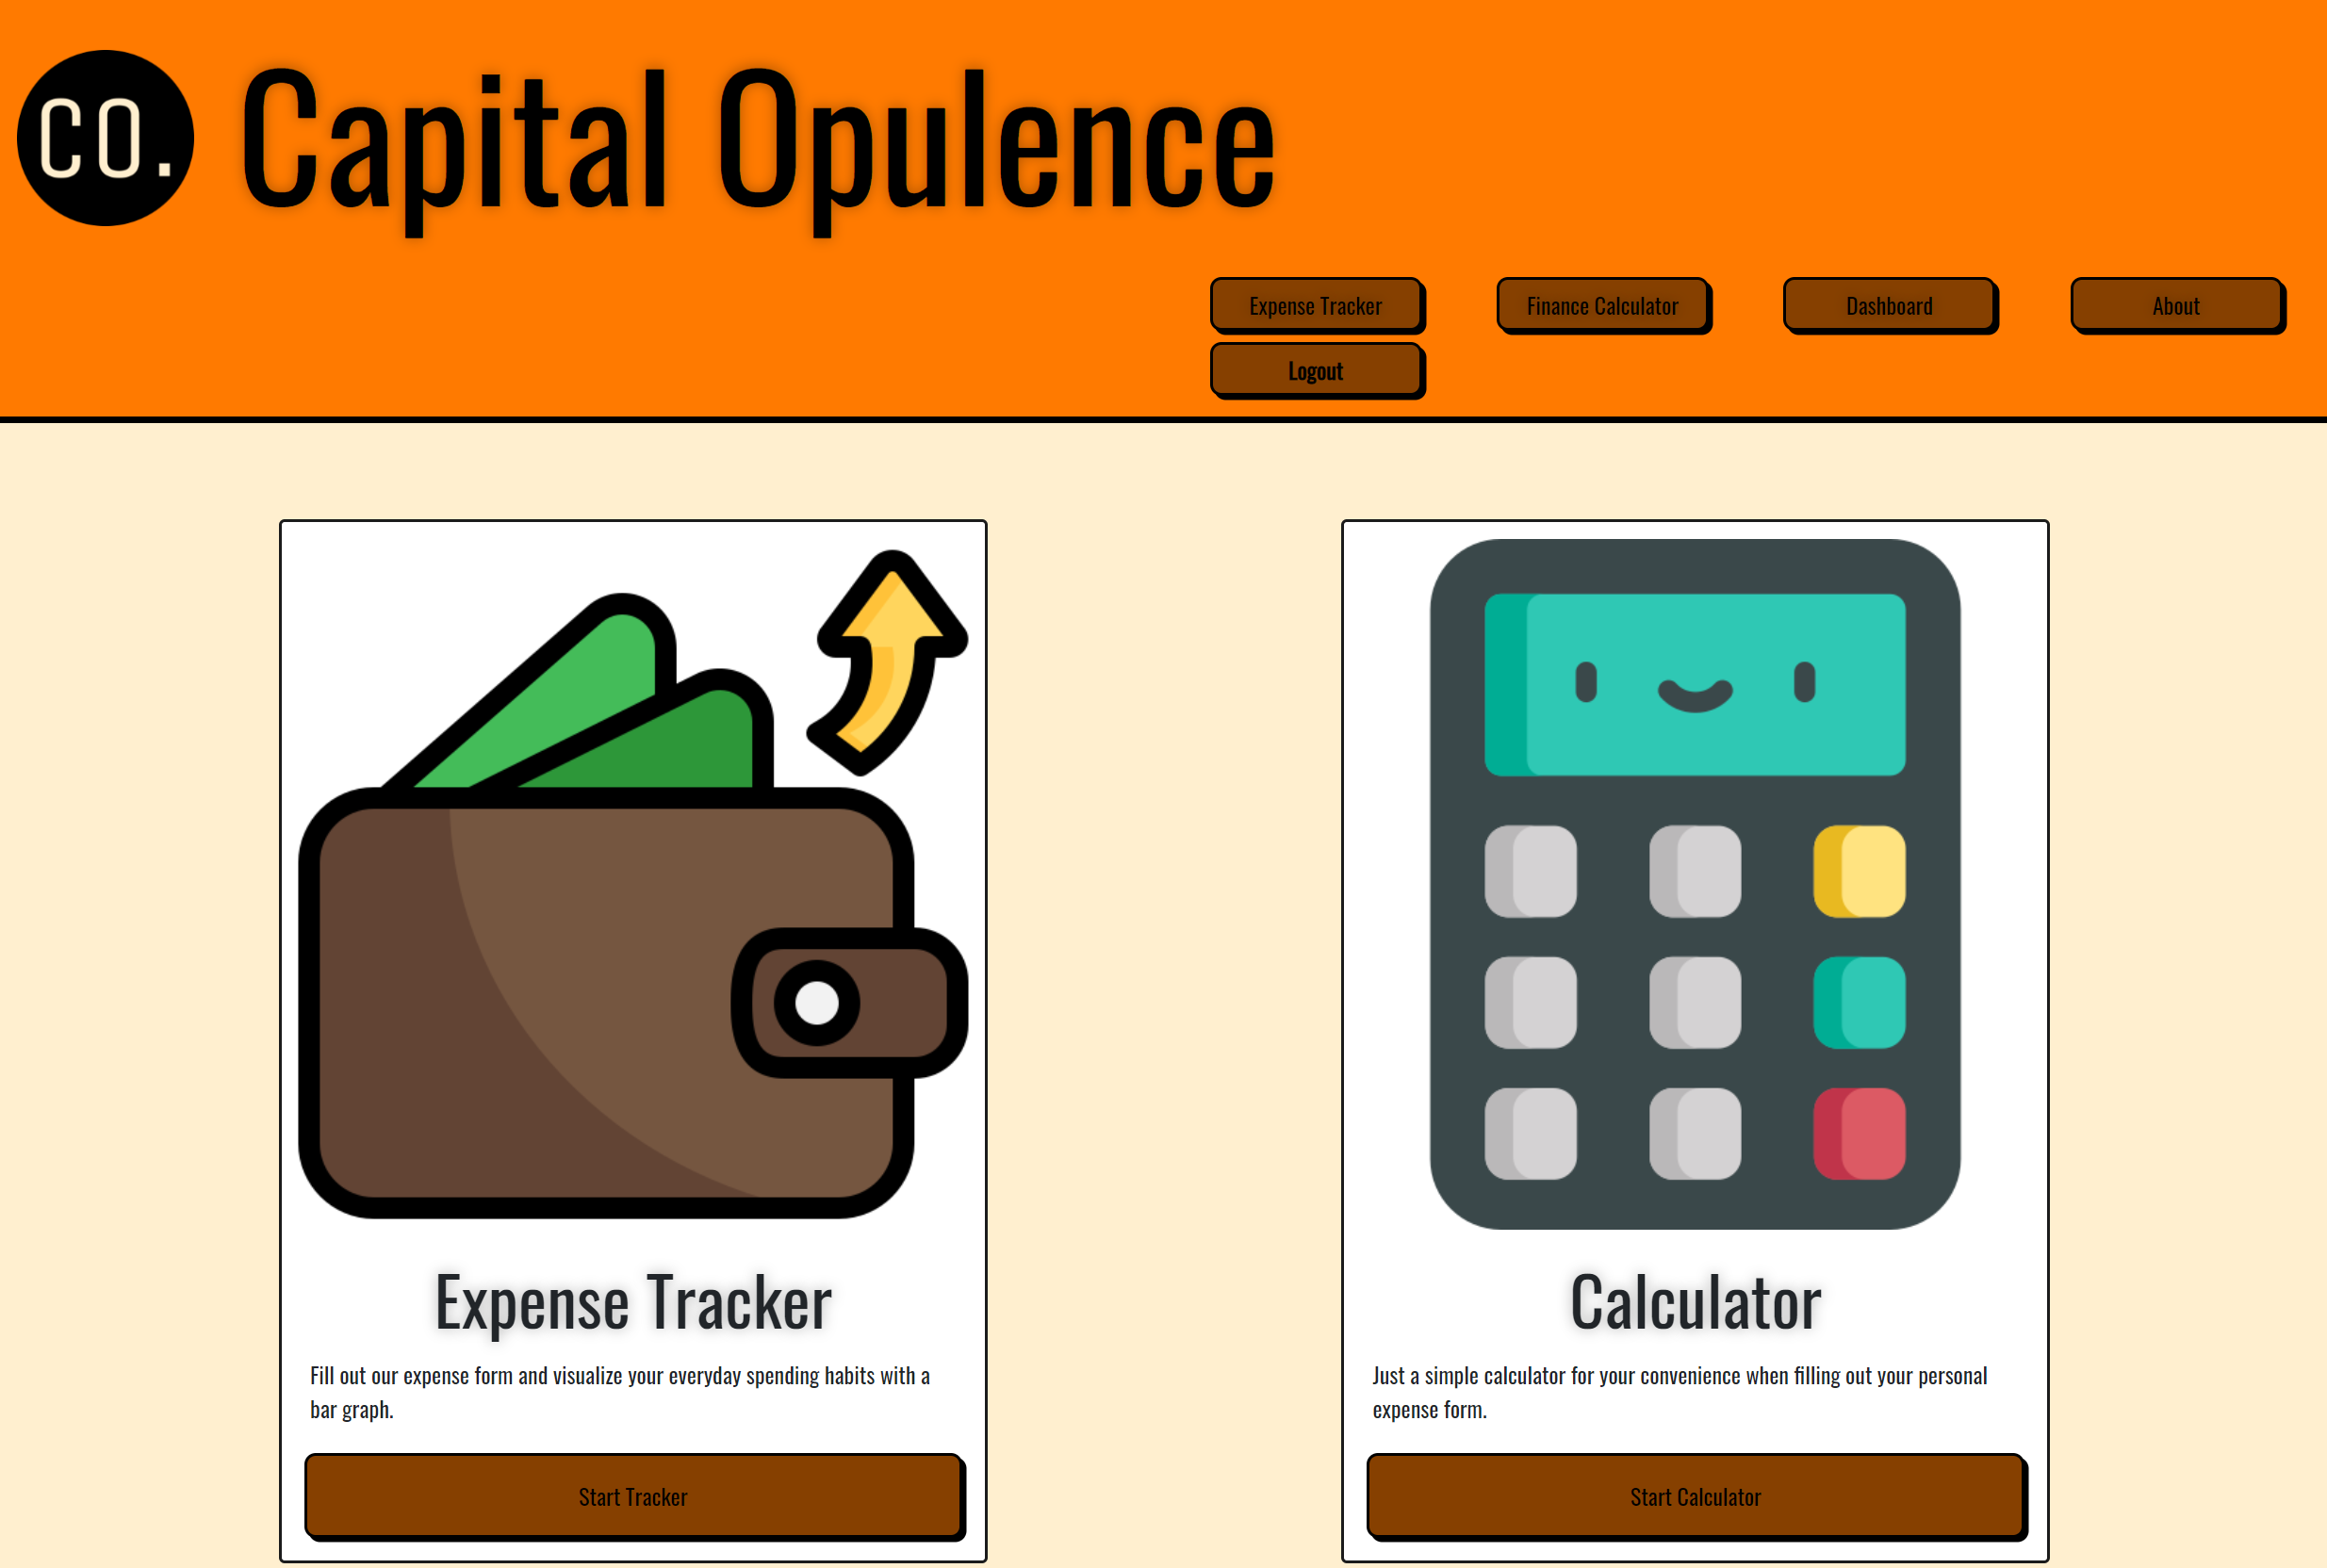 CO.
Capital Opulence
Expense Tracker
Finance Calculator
Dashboard
About
Logout
Expense Tracker
Fill out our expense form and visualize your everyday spending habits with a
bar graph.
Start Tracker
Calculator
Just a simple calculator for your convenience when filling out your personal
expense form.
Start Calculator